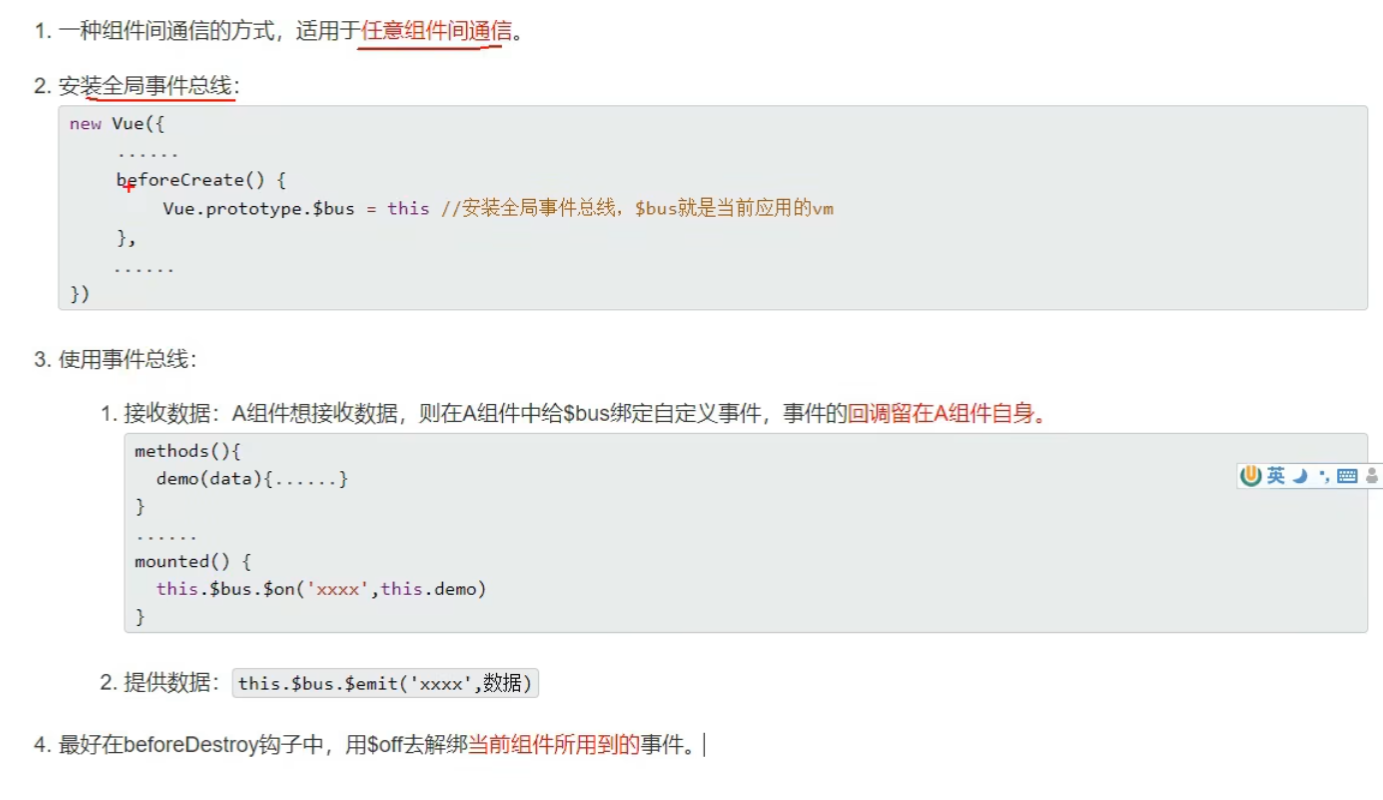 1. 一种组件间通信的方式，适用于任意组件间通信。
2. 安装全局事件总线：
new Vue({
......
beforeCreate() {
Vue.prototype.$bus = this //安装全局事件总线，$bus就是当前应用的vm
},
......
})
3. 使用事件总线：
1. 接收数据：A组件想接收数据，则在A组件中给$bus绑定自定义事件，事件的回调留在A组件自身。
methods(){
demo(data){......}
}
......
mounted() {
this.$bus.$on('xxxx',this.demo)
}
英
2. 提供数据：this.$bus.$emit('xxxx',数据)
4. 最好在beforeDestroy钩子中，用$off去解绑当前组件所用到的事件。